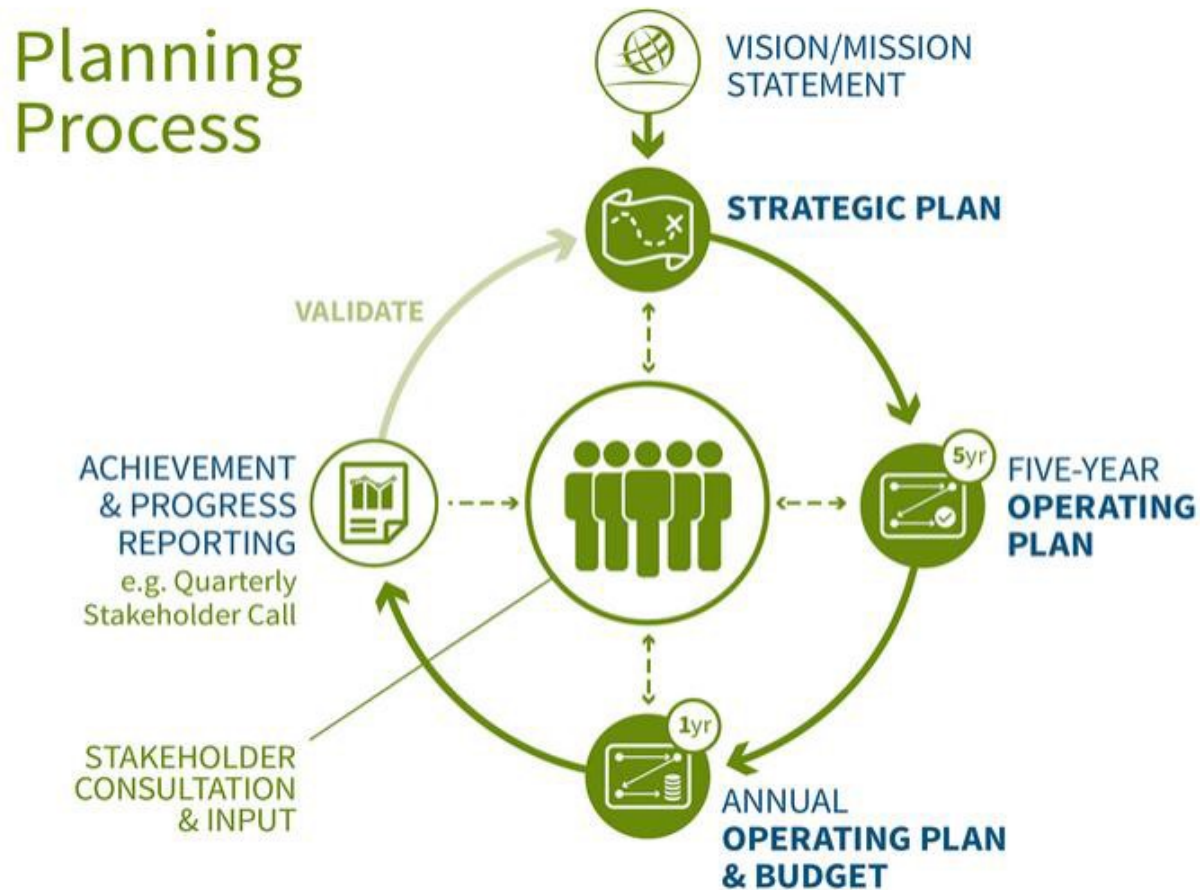 Planning
Process
VISION/MISSION
STATEMENT
STRATEGIC PLAN
VALIDATE
5yr
FIVE-YEAR
OPERATING
PLAN
ACHIEVEMENT
& PROGRESS
REPORTING
e.g. Quarterly
Stakeholder Call
1yr
ANNUAL
OPERATING PLAN
& BUDGET
STAKEHOLDER
CONSULTATION
& INPUT